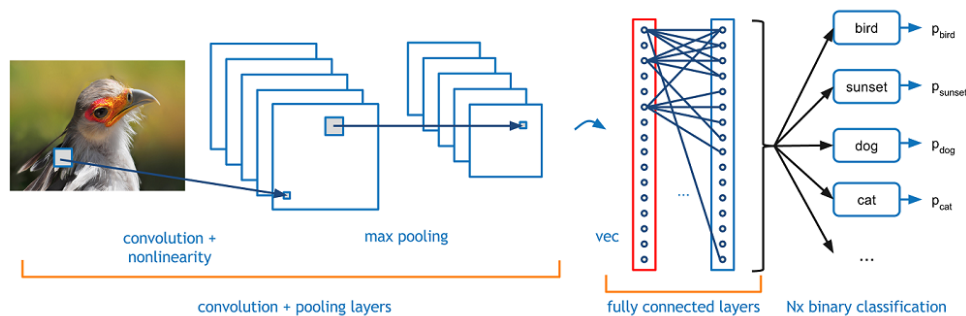 bird
p_bird
sunset
p_sunset
dog
p_dog
cat
p_cat
...
...
convolution +
nonlinearity
max pooling
vec
convolution + pooling layers
fully connected layers
Nx binary classification